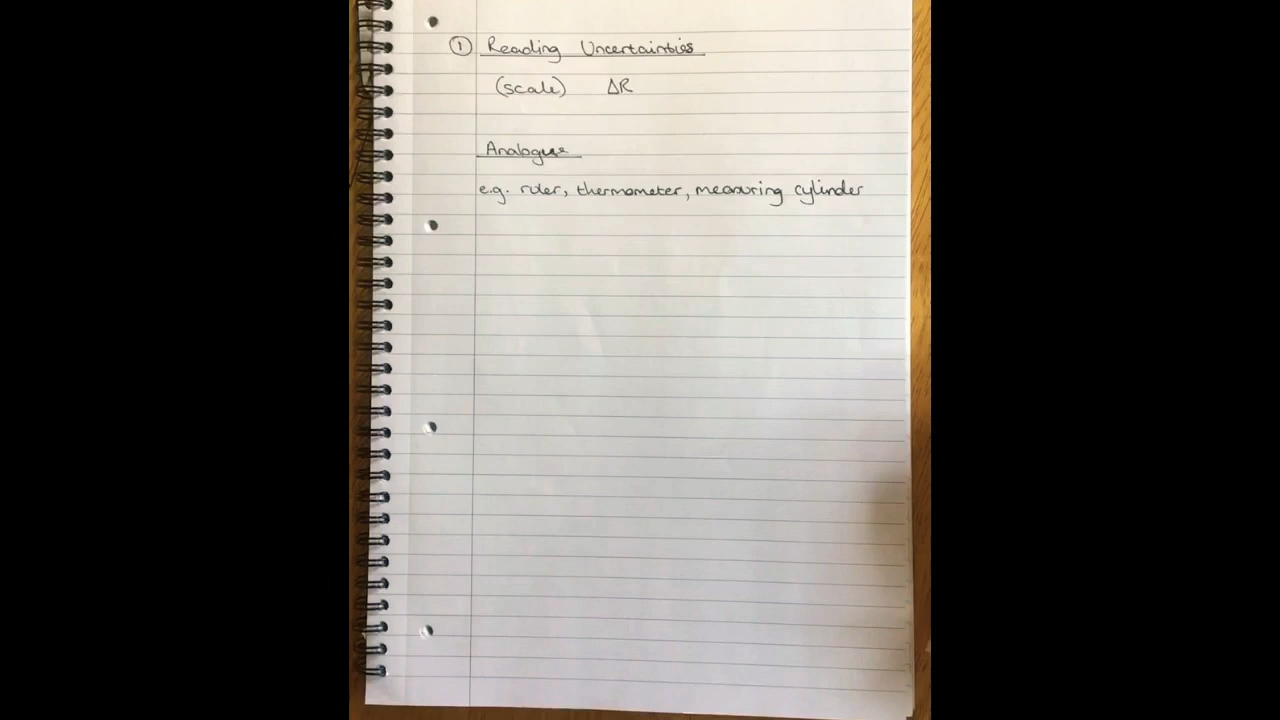 ① Reading Uncertainties
(scale) ΔR
Analogue
e.g. ruler, thermometer, measuring cylinder